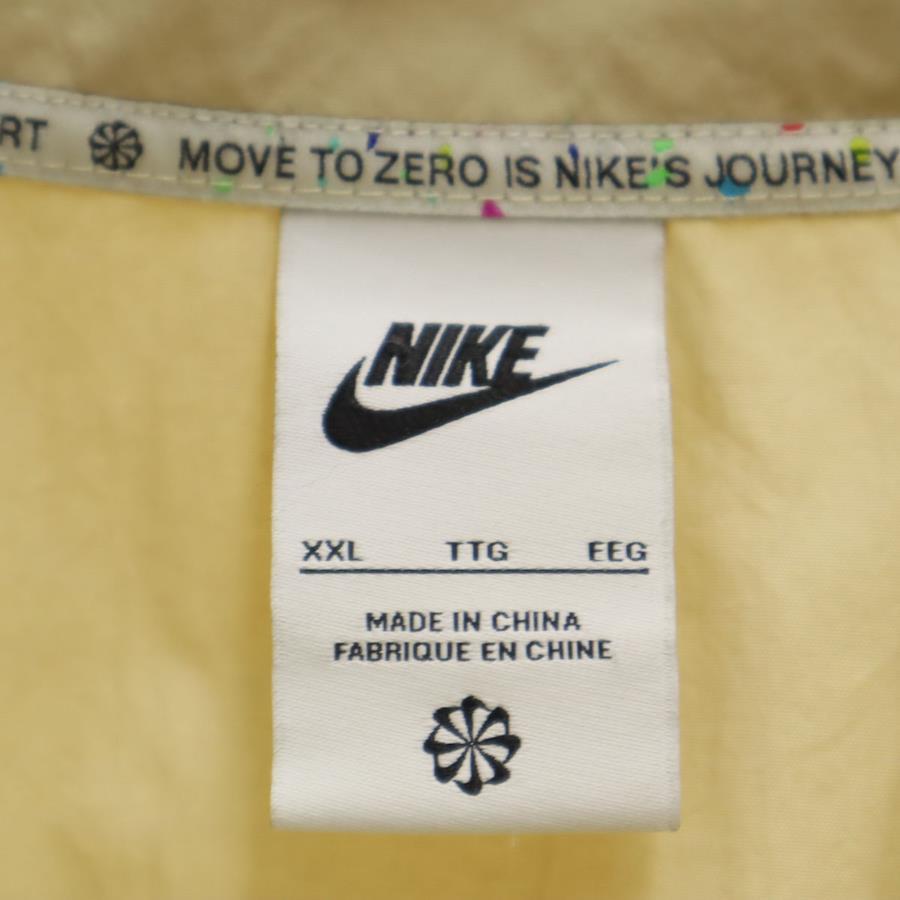 RT MOVE TO ZERO IS NIKE'S JOURNEY
NIKE
XXL TTG EEG
MADE IN CHINA
FABRIQUE EN CHINE